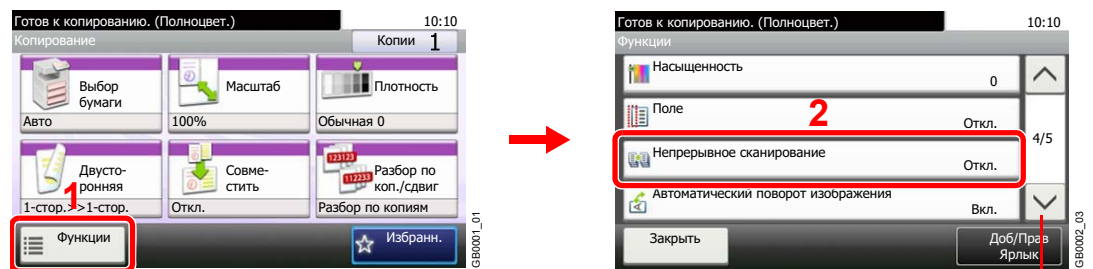 Готов к копированию. (Полноцвет.) 10:10
Копирование Копии 1
Выбор бумаги
Авто
Масштаб
100%
Плотность
Обычная 0
Двусто-
ронняя
1-стор.>>1-стор.
Совме-
стить
Откл.
123123
112233
Разбор по
коп./сдвиг
Разбор по копиям
1
Функции
Избранн.
GB0001_01
Готов к копированию. (Полноцвет.) 10:10
Функции
Насыщенность
0
Поле
Откл.
2
Непрерывное сканирование
Откл.
Автоматический поворот изображения
Вкл.
4/5
Закрыть
Доб/Прав
Ярлык
GB0002_03